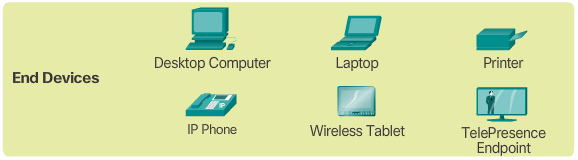 Desktop Computer
Laptop
Printer
End Devices
IP Phone
Wireless Tablet
TelePresence
Endpoint